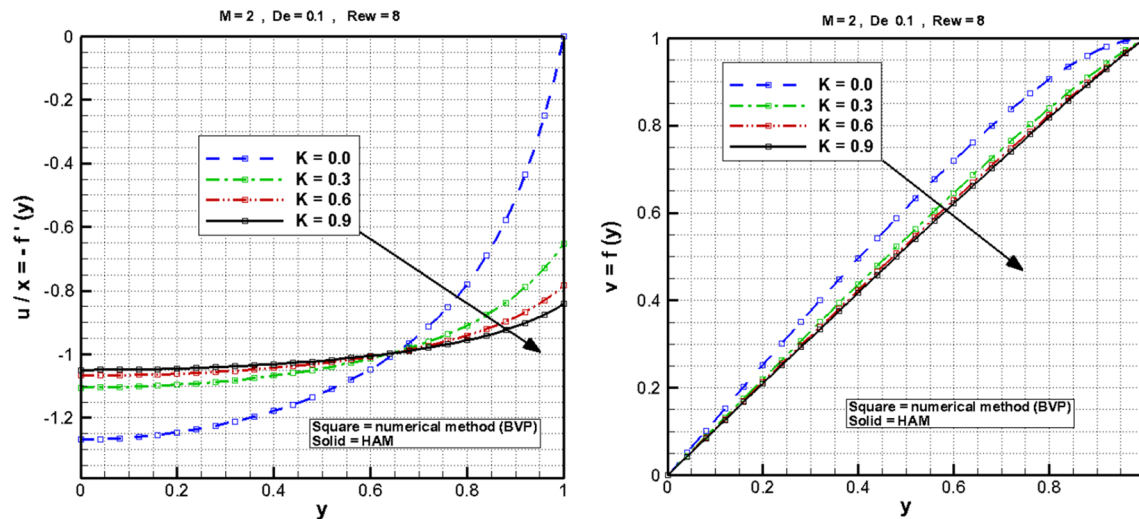 M = 2 , De = 0.1 , Rew = 8
0
-0.2
-0.4
-0.6
-0.8
-1
-1.2
u / x = - f ' (y)
K = 0.0
K = 0.3
K = 0.6
K = 0.9
Square = numerical method (BVP)
Solid = HAM
0
0.2
0.4
0.6
0.8
1
y
M = 2 , De 0.1 , Rew = 8
1
0.8
0.6
0.4
0.2
0
v = f (y)
K = 0.0
K = 0.3
K = 0.6
K = 0.9
Square = numerical method (BVP)
Solid = HAM
0
0.2
0.4
0.6
0.8
y